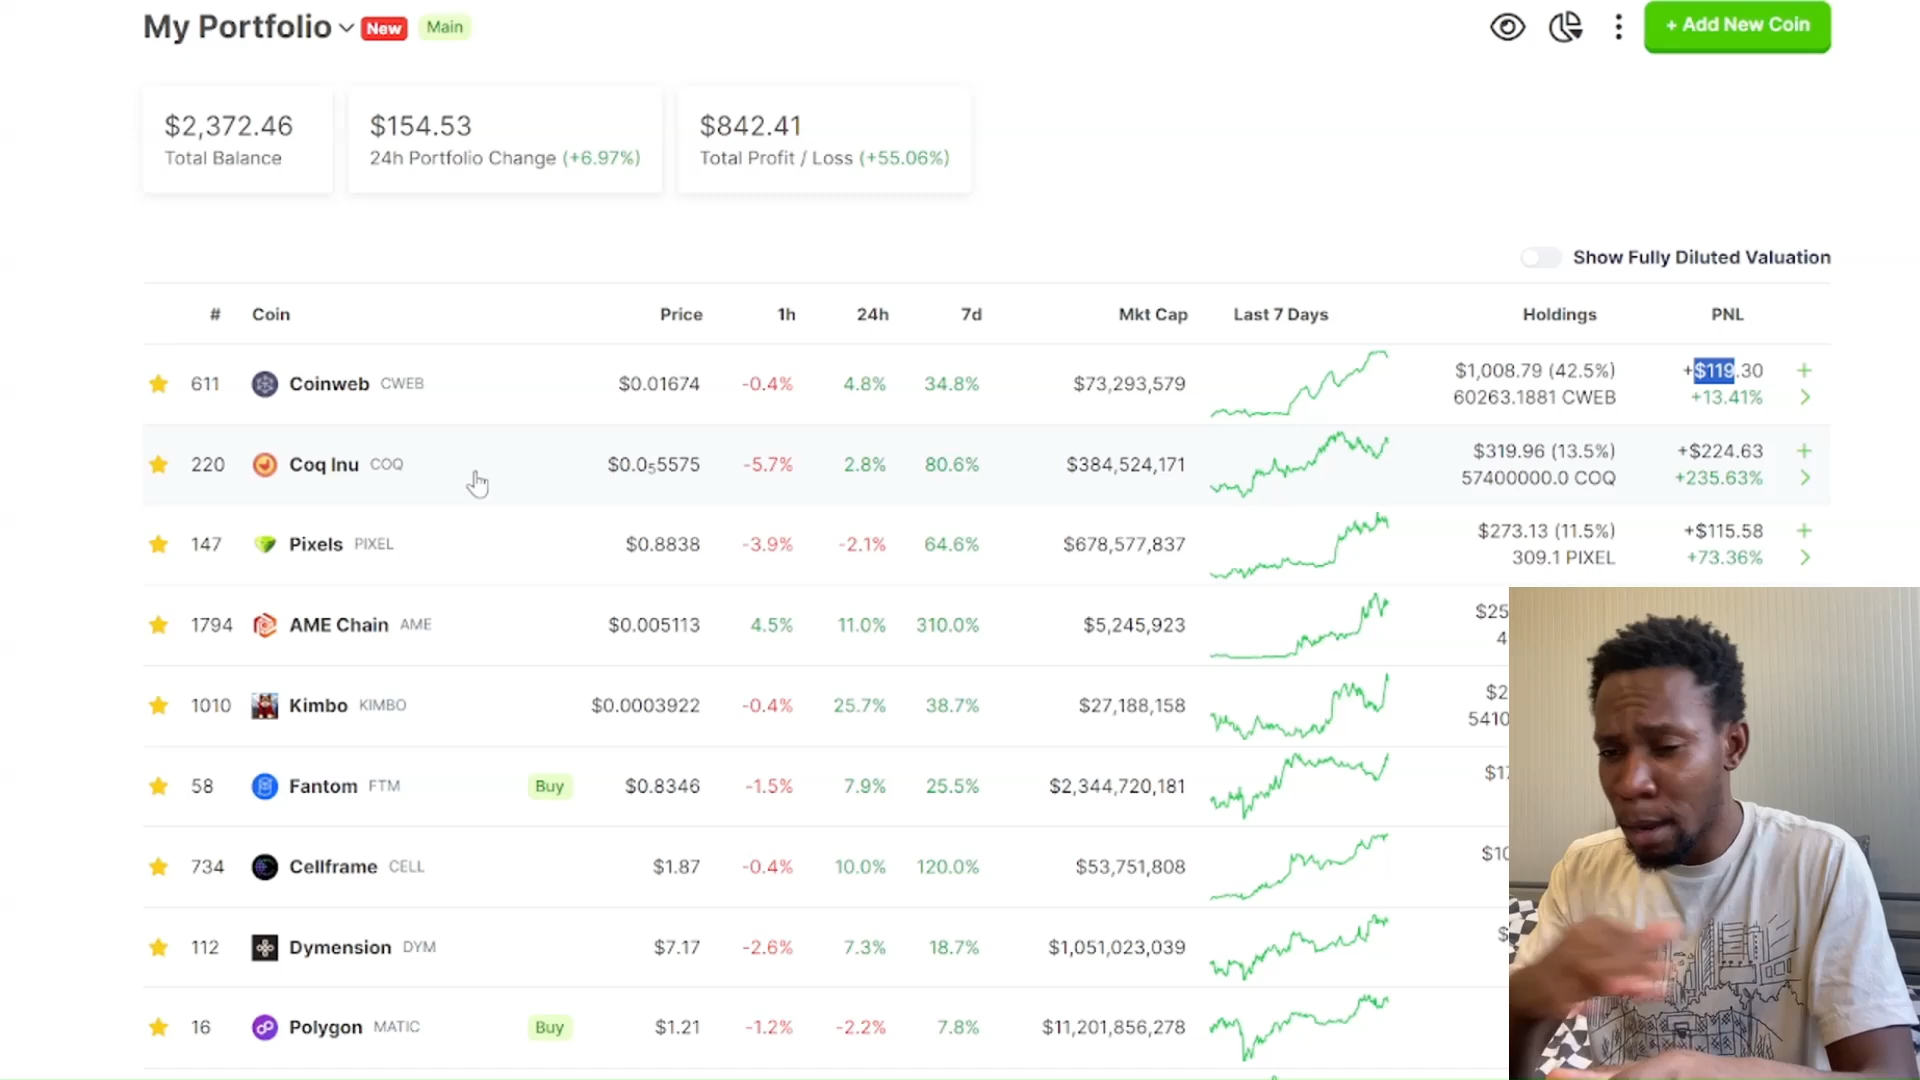 My Portfolio New Main
+ Add New Coin
$2,372.46
Total Balance
$154.53
24h Portfolio Change (+6.97%)
$842.41
Total Profit / Loss (+55.06%)
Show Fully Diluted Valuation
# Coin Price 1h 24h 7d Mkt Cap Last 7 Days Holdings PNL
611 Coinweb CWEB $0.01674 -0.4% 4.8% 34.8% $73,293,579 $1,008.79 (42.5%) +$119.30
60263.1881 CWEB +13.41%
220 Coq Inu COQ $0.0₅5575 -5.7% 2.8% 80.6% $384,524,171 $319.96 (13.5%) +$224.63
57400000.0 COQ +235.63%
147 Pixels PIXEL $0.8838 -3.9% -2.1% 64.6% $678,577,837 $273.13 (11.5%) +$115.58
309.1 PIXEL +73.36%
1794 AME Chain AME $0.005113 4.5% 11.0% 310.0% $5,245,923 $25
4
1010 Kimbo KIMBO $0.0003922 -0.4% 25.7% 38.7% $27,188,158 $2
5410
58 Fantom FTM Buy $0.8346 -1.5% 7.9% 25.5% $2,344,720,181 $17
734 Cellframe CELL $1.87 -0.4% 10.0% 120.0% $53,751,808 $10
112 Dymension DYM $7.17 -2.6% 7.3% 18.7% $1,051,023,039 $
16 Polygon MATIC Buy $1.21 -1.2% -2.2% 7.8% $11,201,856,278